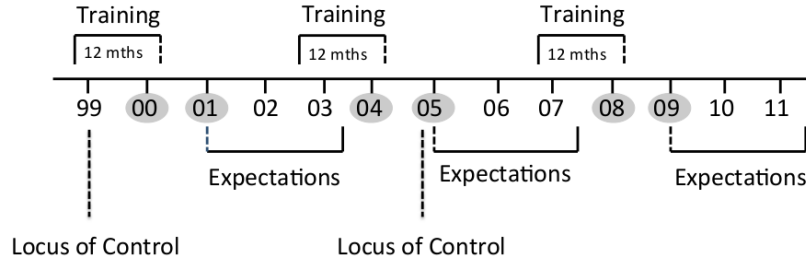 Training Training Training
12 mths 12 mths 12 mths
99 00 01 02 03 04 05 06 07 08 09 10 11
Expectations Expectations Expectations
Locus of Control Locus of Control